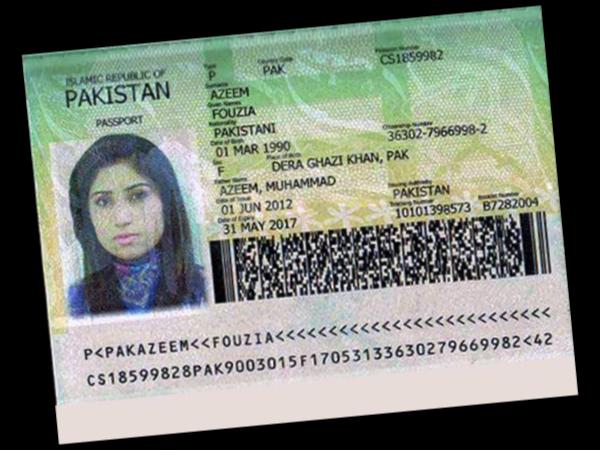 ISLAMIC REPUBLIC OF
PAKISTAN
PASSPORT
Type
P
Country Code
PAK
Passport Number
CS1859982
Surname
AZEEM
Given Names
FOUZIA
Nationality
PAKISTANI
Date of Birth
01 MAR 1990
Citizenship Number
36302-7966998-2
Sex
F
Place of Birth
DERA GHAZI KHAN, PAK
Father Name
AZEEM, MUHAMMAD
Date of Issue
01 JUN 2012
Issuing Authority
PAKISTAN
Date of Expiry
31 MAY 2017
Tracking Number
10101398573
Booklet Number
B7282004
P<PAKAZEEM<<FOUZIA<<<<<<<<<<<<<<<<<<<<<<<<<<
CS18599828PAK9003015F17053133630279669982<42